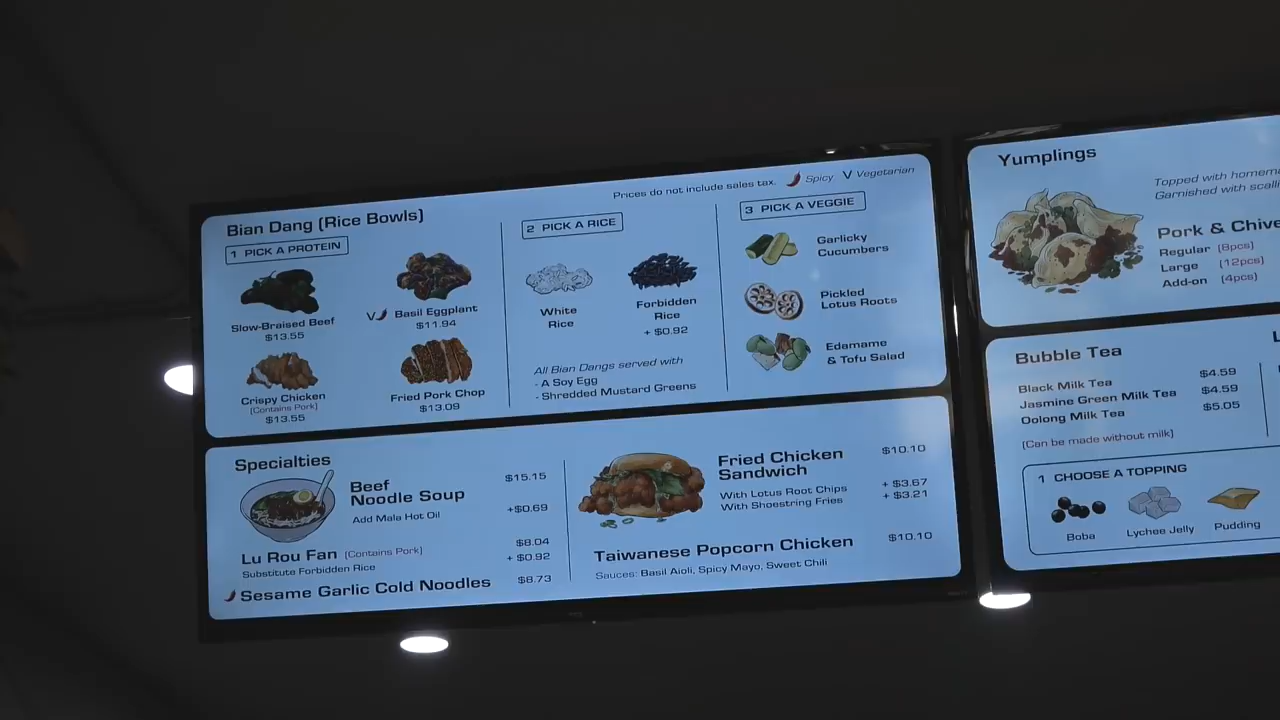 Prices do not include sales tax. Spicy, V Vegetarian
Bian Dang (Rice Bowls)
1 PICK A PROTEIN
Slow-Braised Beef
$13.55
V Basil Eggplant
$11.94
Crispy Chicken
(Contains Pork)
$13.55
Fried Pork Chop
$13.09
2 PICK A RICE
White
Rice
Forbidden
Rice
+ $0.92
All Bian Dangs served with
- A Soy Egg
- Shredded Mustard Greens
3 PICK A VEGGIE
Garlicky
Cucumbers
Pickled
Lotus Roots
Edamame
& Tofu Salad
Specialties
Beef
Noodle Soup $15.15
Add Mala Hot Oil +$0.69
Lu Rou Fan (Contains Pork) $8.04
Substitute Forbidden Rice + $0.92
Sesame Garlic Cold Noodles $8.73
Fried Chicken
Sandwich $10.10
With Lotus Root Chips + $3.67
With Shoestring Fries + $3.21
Taiwanese Popcorn Chicken $10.10
Sauces: Basil Aioli, Spicy Mayo, Sweet Chili
Yumplings
Topped with homem
Garnished with scalli
Pork & Chive
Regular (8pcs)
Large (12pcs)
Add-on (4pcs)
Bubble Tea
Black Milk Tea $4.59
Jasmine Green Milk Tea $4.59
Oolong Milk Tea $5.05
(Can be made without milk)
1 CHOOSE A TOPPING
Boba
Lychee Jelly
Pudding